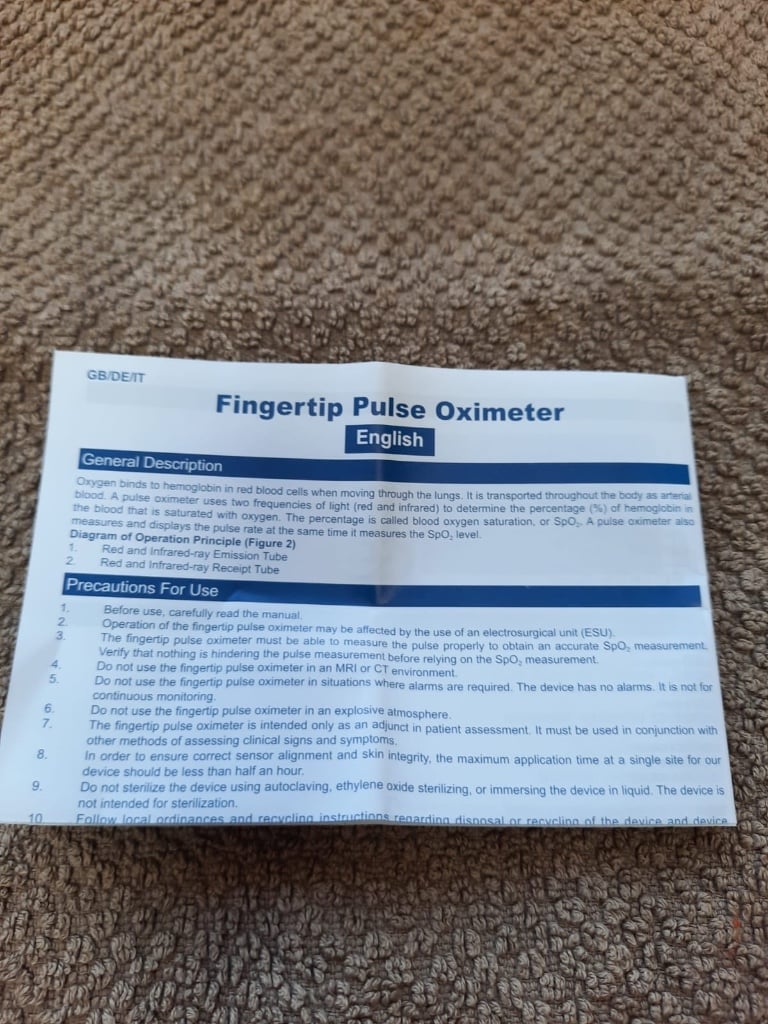 GB/DE/IT
Fingertip Pulse Oximeter
English
General Description
Oxygen binds to hemoglobin in red blood cells when moving through the lungs. It is transported throughout the body as arterial
blood. A pulse oximeter uses two frequencies of light (red and infrared) to determine the percentage (%) of hemoglobin in
the blood that is saturated with oxygen. The percentage is called blood oxygen saturation, or SpO₂. A pulse oximeter also
measures and displays the pulse rate at the same time it measures the SpO₂ level.
Diagram of Operation Principle (Figure 2)
1. Red and Infrared-ray Emission Tube
2. Red and Infrared-ray Receipt Tube
Precautions For Use
1. Before use, carefully read the manual.
2. Operation of the fingertip pulse oximeter may be affected by the use of an electrosurgical unit (ESU).
3. The fingertip pulse oximeter must be able to measure the pulse properly to obtain an accurate SpO₂ measurement.
Verify that nothing is hindering the pulse measurement before relying on the SpO₂ measurement.
4. Do not use the fingertip pulse oximeter in an MRI or CT environment.
5. Do not use the fingertip pulse oximeter in situations where alarms are required. The device has no alarms. It is not for
continuous monitoring.
6. Do not use the fingertip pulse oximeter in an explosive atmosphere.
7. The fingertip pulse oximeter is intended only as an adjunct in patient assessment. It must be used in conjunction with
other methods of assessing clinical signs and symptoms.
8. In order to ensure correct sensor alignment and skin integrity, the maximum application time at a single site for our
device should be less than half an hour.
9. Do not sterilize the device using autoclaving, ethylene oxide sterilizing, or immersing the device in liquid. The device is
not intended for sterilization.
10 Follow local ordinances and recycling instructions regarding disposal or recycling of the device and device